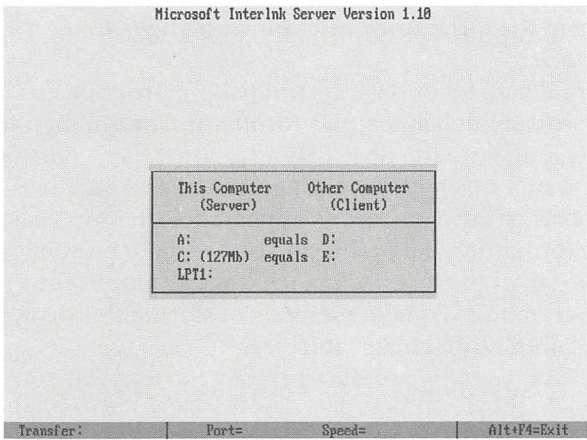 Microsoft Interlnk Server Version 1.10
This Computer Other Computer
(Server) (Client)
A: equals D:
C: (127Mb) equals E:
LPT1:
Transfer: Port= Speed= Alt+F4=Exit